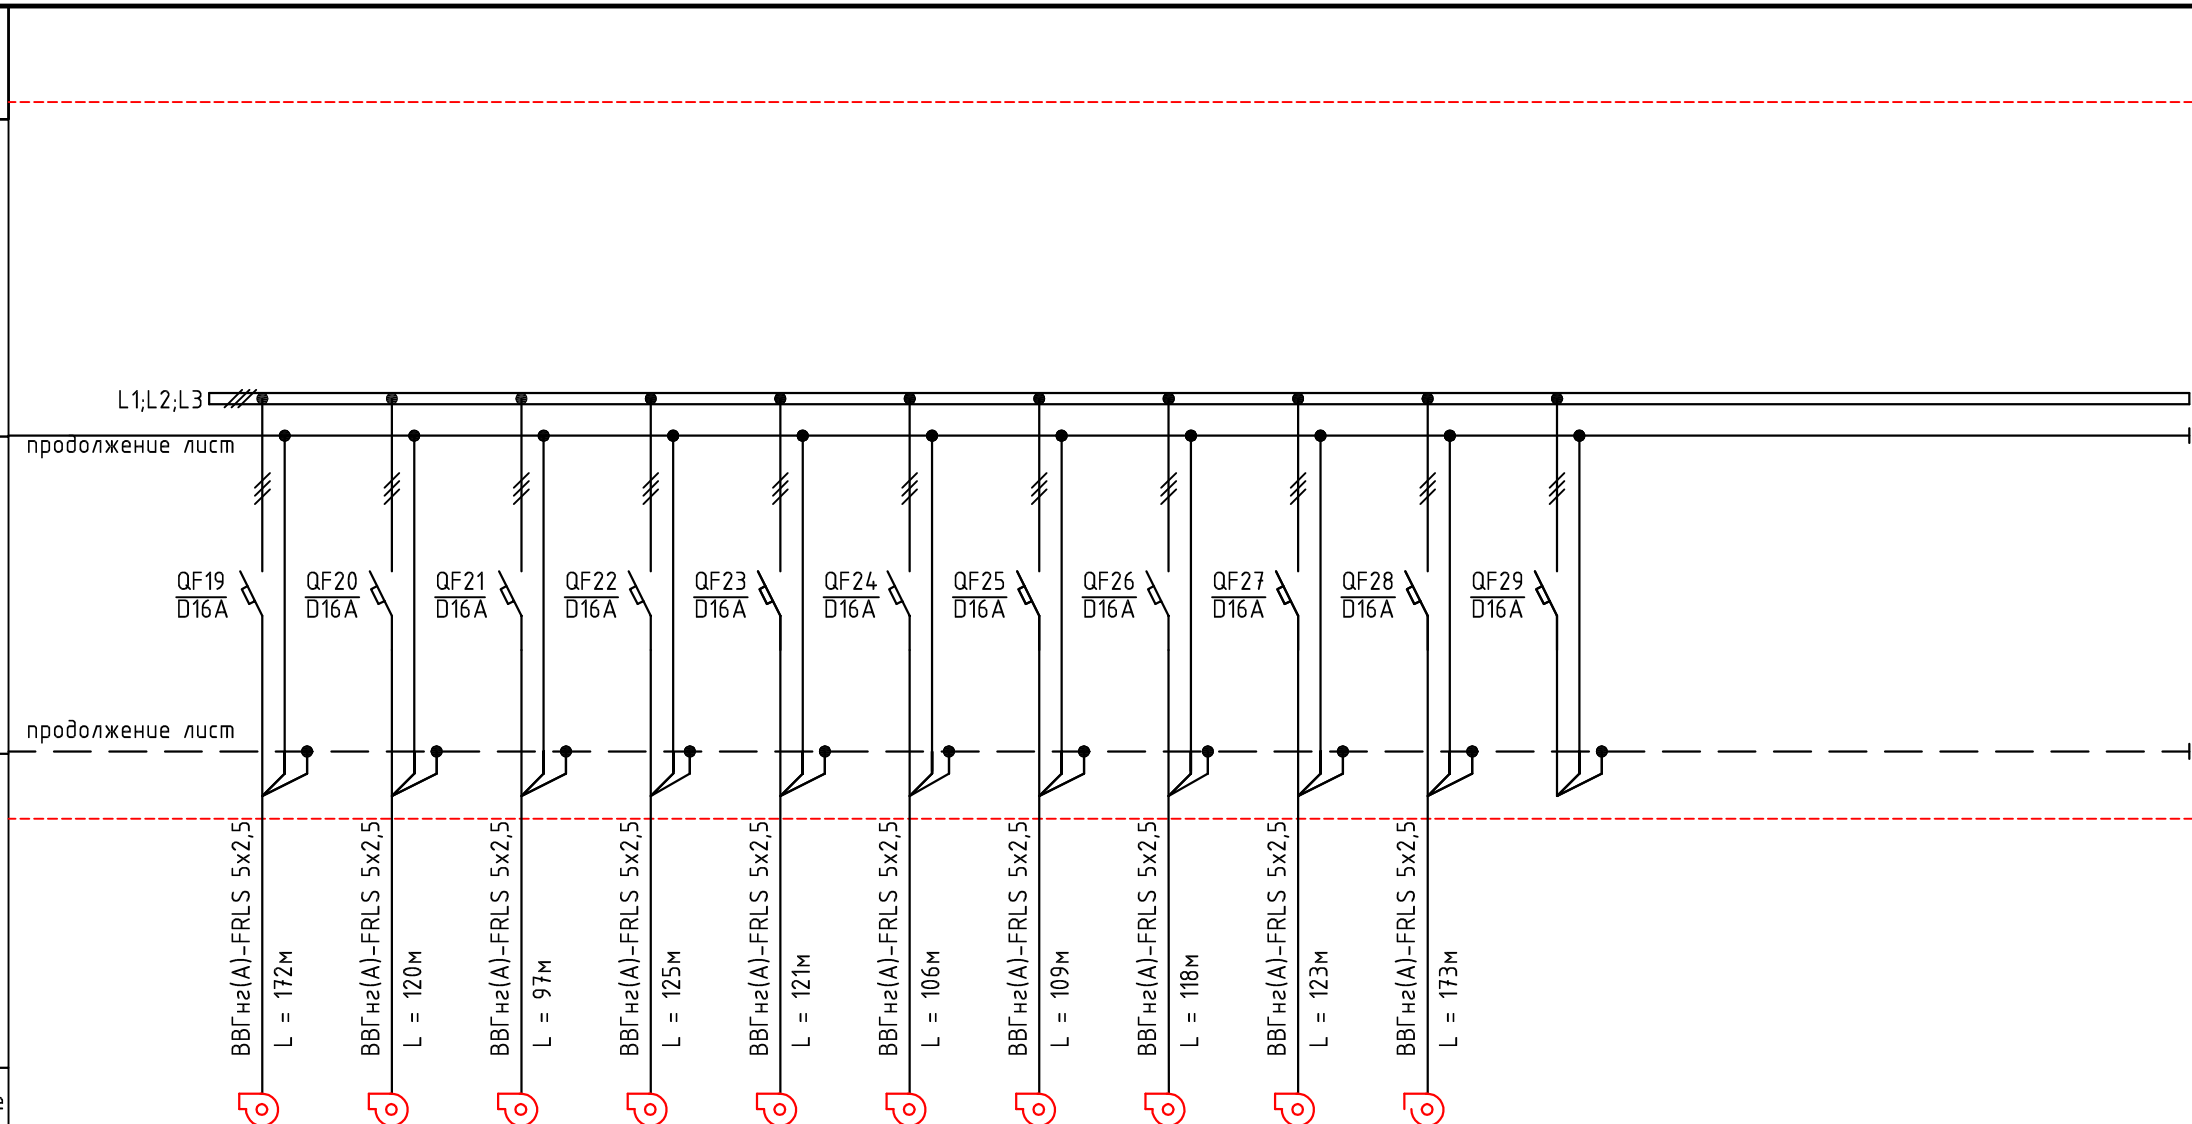 L1;L2;L3
продолжение лист
QF19
D16A
QF20
D16A
QF21
D16A
QF22
D16A
QF23
D16A
QF24
D16A
QF25
D16A
QF26
D16A
QF27
D16A
QF28
D16A
QF29
D16A
продолжение лист
ВВГнг(А)-FRLS 5х2,5
L = 172м
ВВГнг(А)-FRLS 5х2,5
L = 120м
ВВГнг(А)-FRLS 5х2,5
L = 97м
ВВГнг(А)-FRLS 5х2,5
L = 125м
ВВГнг(А)-FRLS 5х2,5
L = 121м
ВВГнг(А)-FRLS 5х2,5
L = 106м
ВВГнг(А)-FRLS 5х2,5
L = 109м
ВВГнг(А)-FRLS 5х2,5
L = 118м
ВВГнг(А)-FRLS 5х2,5
L = 123м
ВВГнг(А)-FRLS 5х2,5
L = 173м